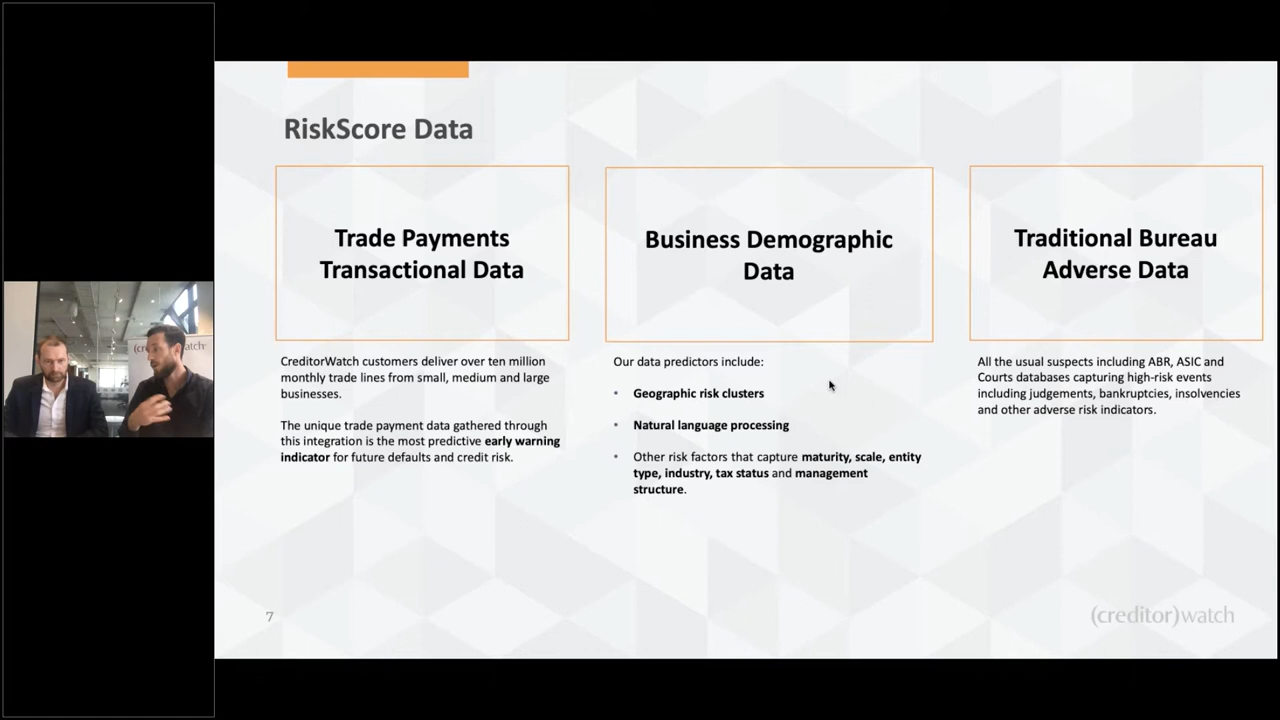 RiskScore Data
Trade Payments
Transactional Data
CreditorWatch customers deliver over ten million
monthly trade lines from small, medium and large
businesses.
The unique trade payment data gathered through
this integration is the most predictive early warning
indicator for future defaults and credit risk.
Business Demographic
Data
Our data predictors include:
• Geographic risk clusters
• Natural language processing
• Other risk factors that capture maturity, scale, entity
type, industry, tax status and management
structure.
Traditional Bureau
Adverse Data
All the usual suspects including ABR, ASIC and
Courts databases capturing high-risk events
including judgements, bankruptcies, insolvencies
and other adverse risk indicators.
7
(creditor)watch